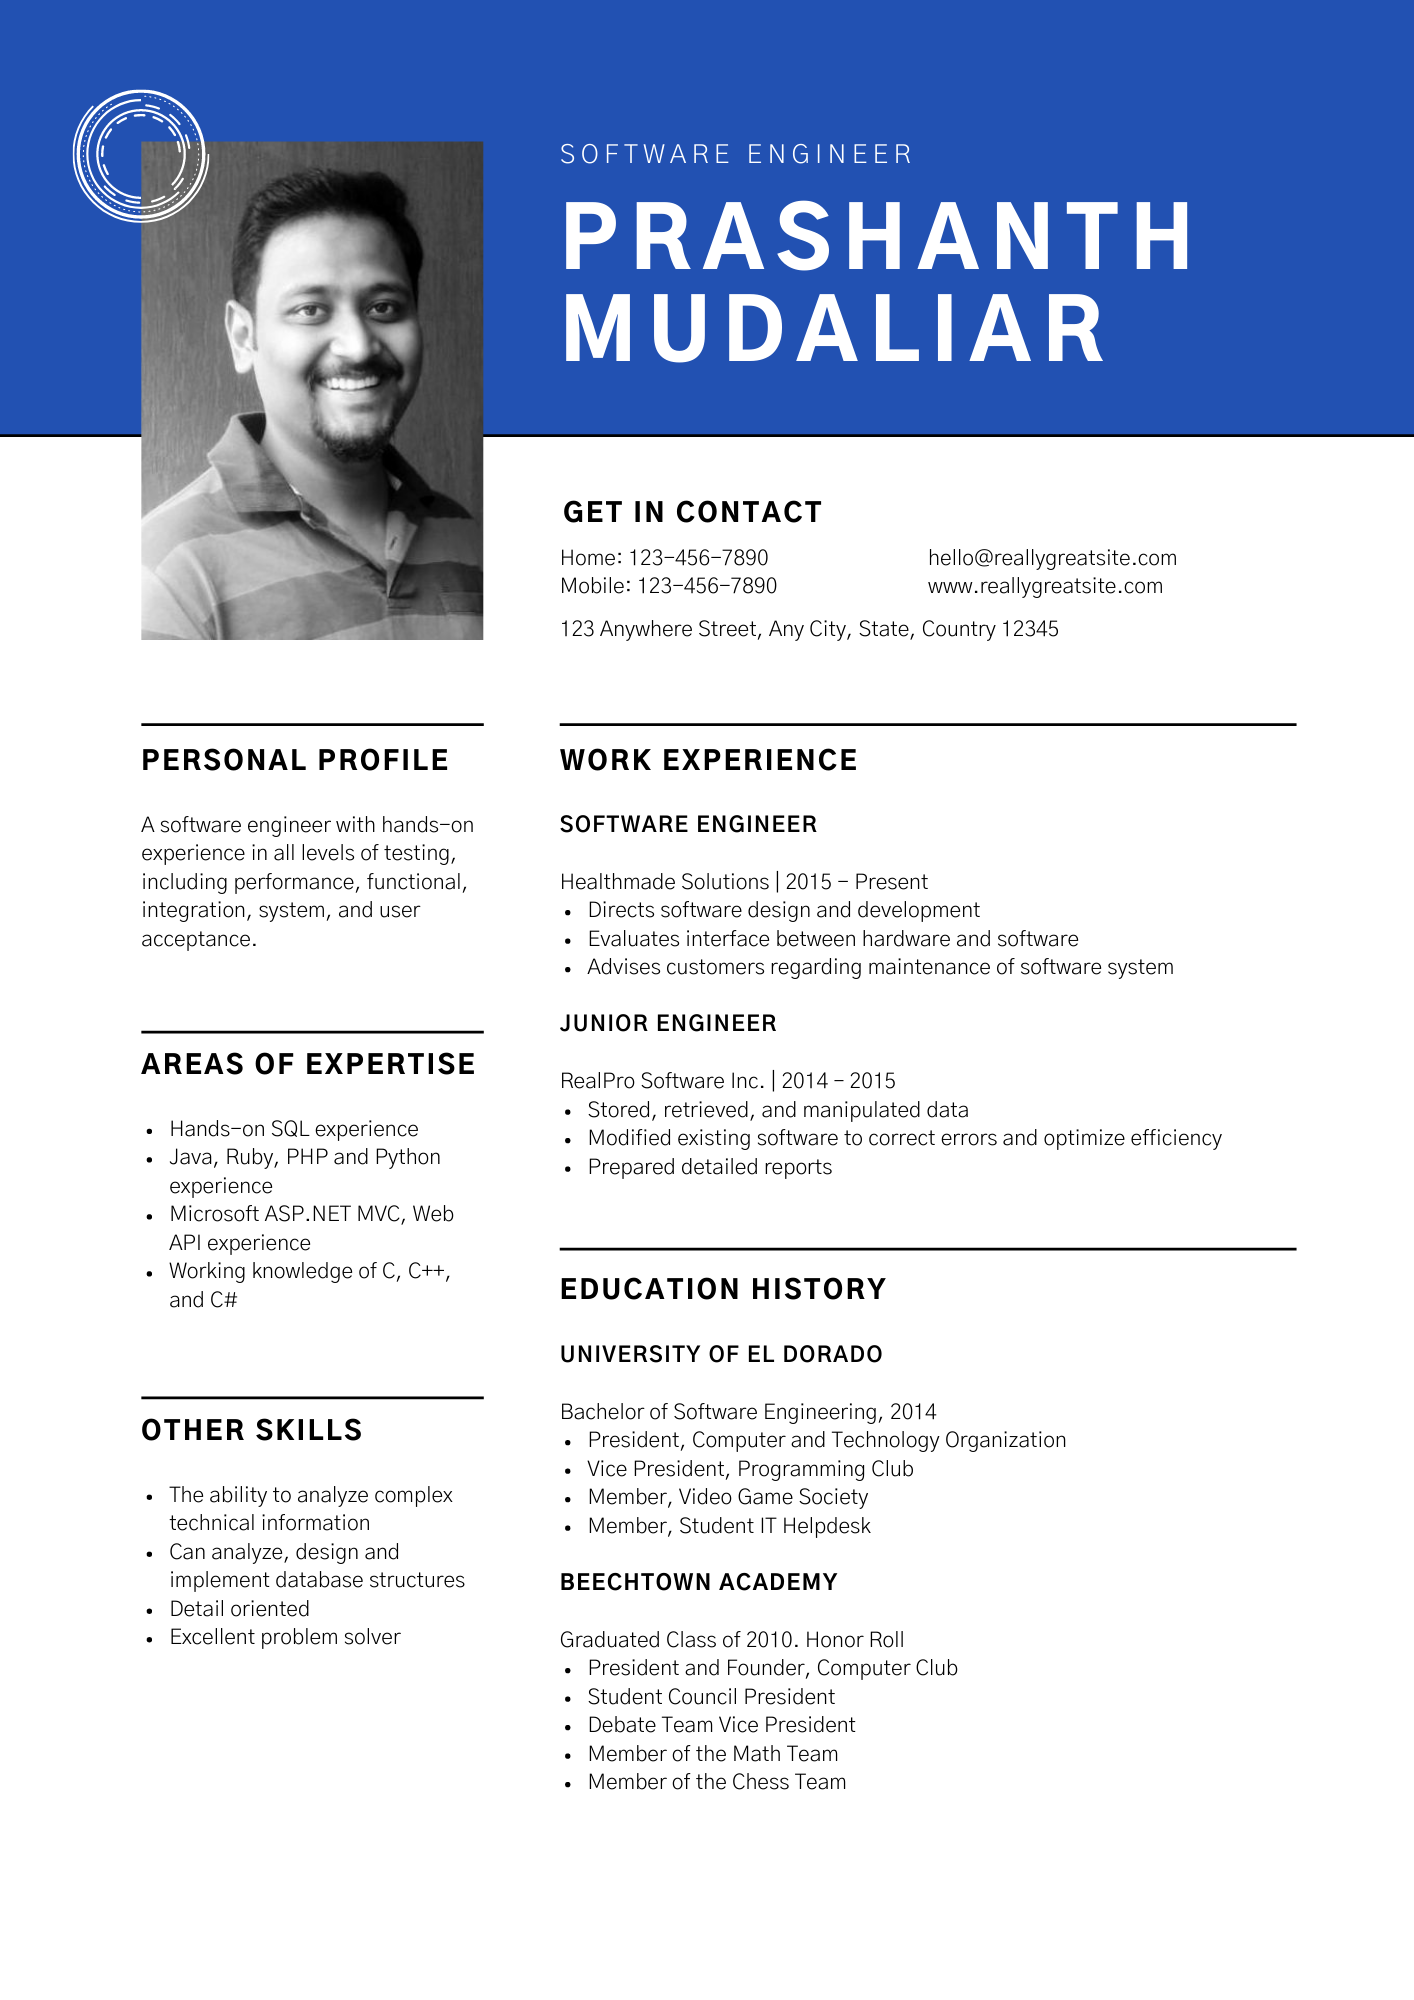 SOFTWARE ENGINEER
PRASHANTH
MUDALIAR
GET IN CONTACT
Home: 123-456-7890
Mobile: 123-456-7890
hello@reallygreatsite.com
www.reallygreatsite.com
123 Anywhere Street, Any City, State, Country 12345
PERSONAL PROFILE
A software engineer with hands-on
experience in all levels of testing,
including performance, functional,
integration, system, and user
acceptance.
AREAS OF EXPERTISE
• Hands-on SQL experience
• Java, Ruby, PHP and Python
experience
• Microsoft ASP.NET MVC, Web
API experience
• Working knowledge of C, C++,
and C#
OTHER SKILLS
• The ability to analyze complex
technical information
• Can analyze, design and
implement database structures
• Detail oriented
• Excellent problem solver
WORK EXPERIENCE
SOFTWARE ENGINEER
Healthmade Solutions | 2015 - Present
• Directs software design and development
• Evaluates interface between hardware and software
• Advises customers regarding maintenance of software system
JUNIOR ENGINEER
RealPro Software Inc. | 2014 - 2015
• Stored, retrieved, and manipulated data
• Modified existing software to correct errors and optimize efficiency
• Prepared detailed reports
EDUCATION HISTORY
UNIVERSITY OF EL DORADO
Bachelor of Software Engineering, 2014
• President, Computer and Technology Organization
• Vice President, Programming Club
• Member, Video Game Society
• Member, Student IT Helpdesk
BEECHTOWN ACADEMY
Graduated Class of 2010. Honor Roll
• President and Founder, Computer Club
• Student Council President
• Debate Team Vice President
• Member of the Math Team
• Member of the Chess Team